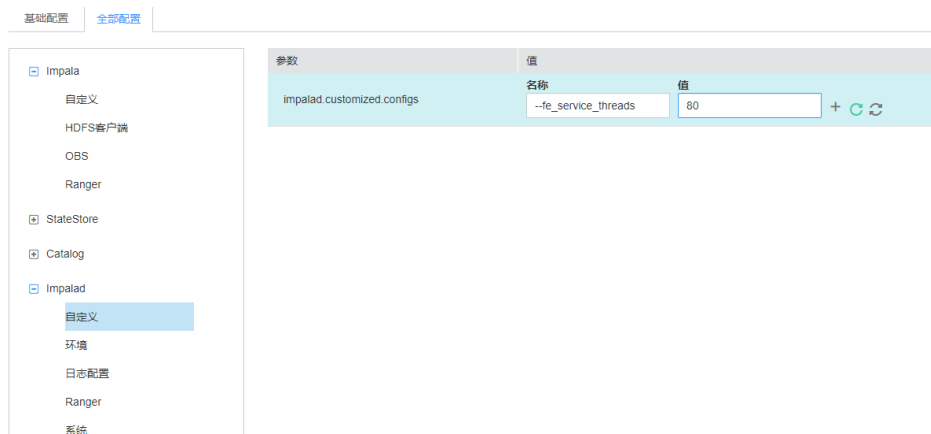 基础配置
全部配置
Impala
自定义
HDFS客户端
OBS
Ranger
StateStore
Catalog
Impalad
自定义
环境
日志配置
Ranger
系统
参数 值
名称 值
impalad.customized.configs --fe_service_threads 80